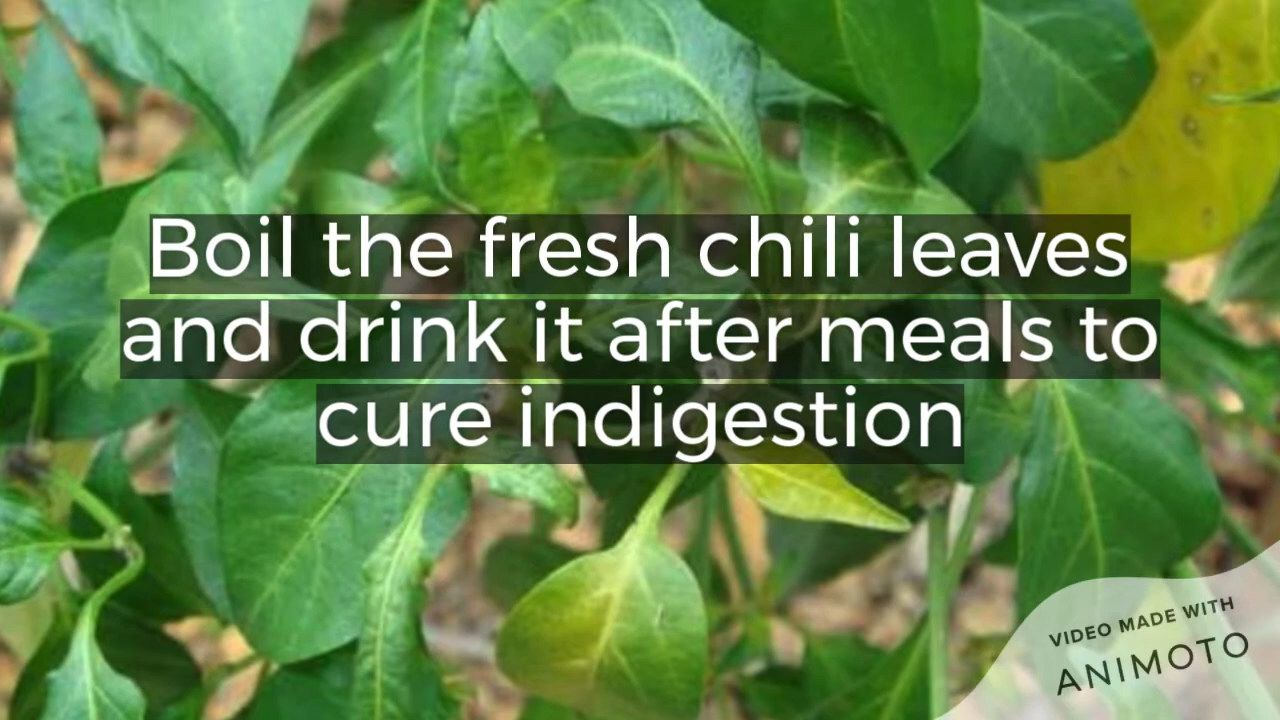 Boil the fresh chili leaves
and drink it after meals to
cure indigestion
VIDEO MADE WITH
ANIMOTO